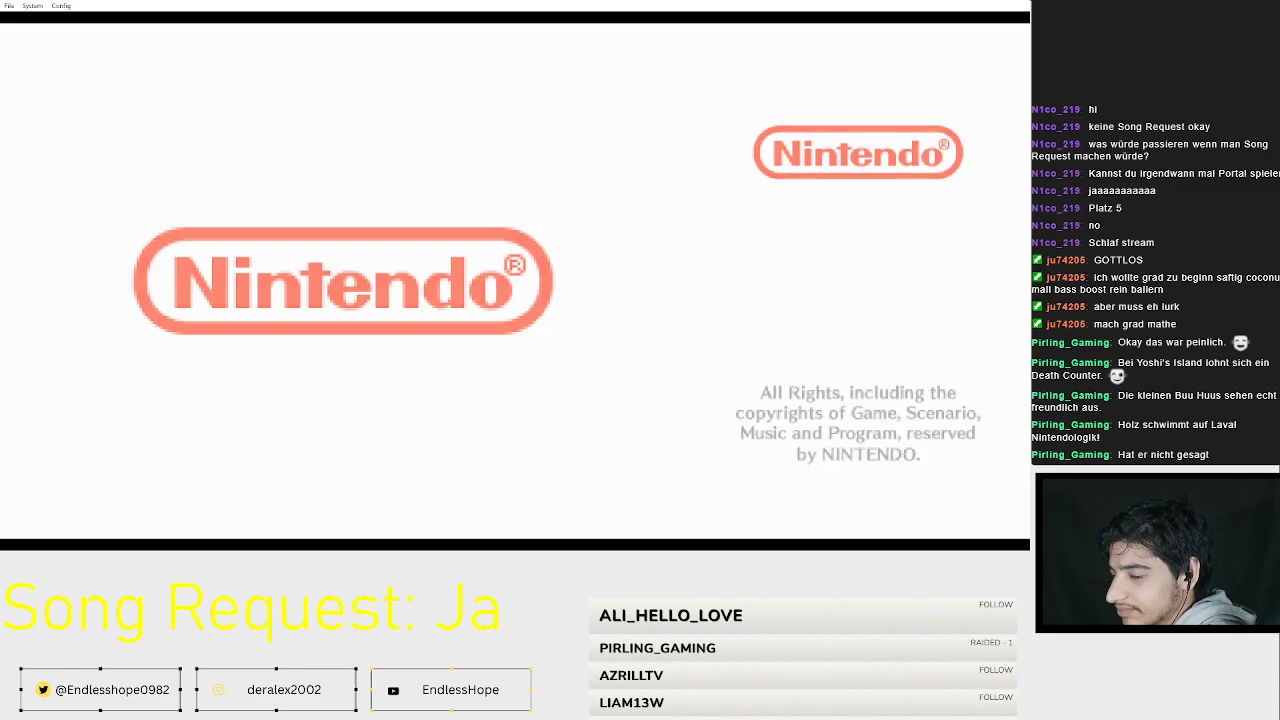 File System Config
Nintendo®
Nintendo®
All Rights, including the
copyrights of Game, Scenario,
Music and Program, reserved
by NINTENDO.
N1co_219: hi
N1co_219: keine Song Request okay
N1co_219: was würde passieren wenn man Song
Request machen würde?
N1co_219: Kannst du irgendwann mal Portal spielen
N1co_219: jaaaaaaaaaaa
N1co_219: Platz 5
N1co_219: no
N1co_219: Schlaf stream
ju74205: GOTTLOS
ju74205: Ich wollte grad zu beginn saftig coconu
mall bass boost rein ballern
ju74205: aber muss eh lurk
ju74205: mach grad mathe
Pirling_Gaming: Okay das war peinlich.
Pirling_Gaming: Bei Yoshi's Island lohnt sich ein
Death Counter.
Pirling_Gaming: Die kleinen Buu Huus sehen echt
freundlich aus.
Pirling_Gaming: Holz schwimmt auf Lava!
Nintendologik!
Pirling_Gaming: Hat er nicht gesagt
Song Request: Ja
@Endlesshope0982
deralex2002
EndlessHope
ALI_HELLO_LOVE FOLLOW
PIRLING_GAMING RAIDED - 1
AZRILLTV FOLLOW
LIAM13W FOLLOW